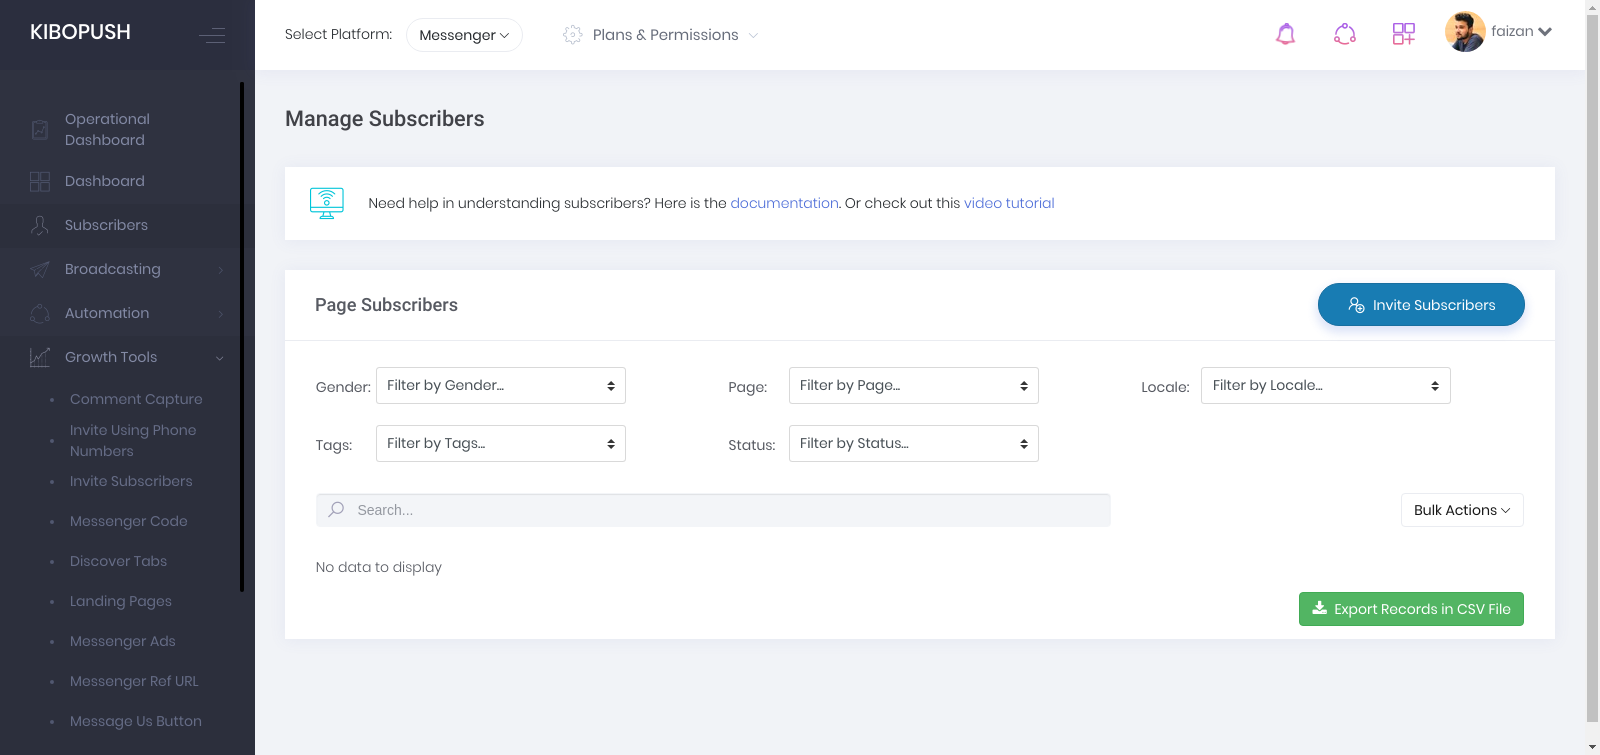 KIBOPUSH
Select Platform: Messenger
Plans & Permissions
faizan
Operational
Dashboard
Dashboard
Subscribers
Broadcasting
Automation
Growth Tools
Comment Capture
Invite Using Phone
Numbers
Invite Subscribers
Messenger Code
Discover Tabs
Landing Pages
Messenger Ads
Messenger Ref URL
Message Us Button
Manage Subscribers
Need help in understanding subscribers? Here is the documentation. Or check out this video tutorial
Page Subscribers
Invite Subscribers
Gender: Filter by Gender...
Page: Filter by Page...
Locale: Filter by Locale...
Tags: Filter by Tags...
Status: Filter by Status...
Search...
Bulk Actions
No data to display
Export Records in CSV File